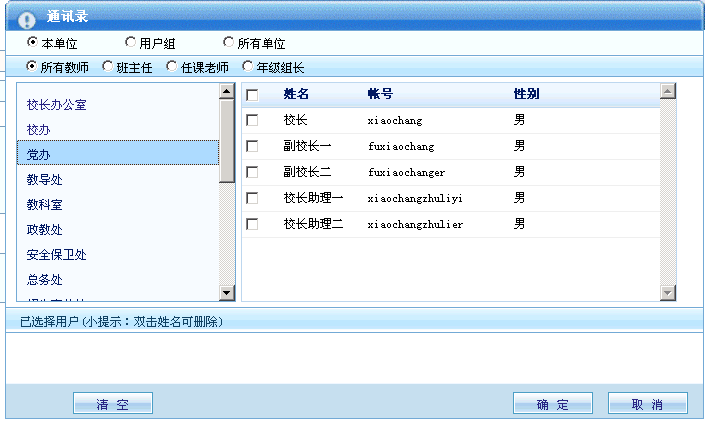 通讯录
本单位 用户组 所有单位
所有教师 班主任 任课老师 年级组长
校长办公室
校办
党办
教导处
教科室
政教处
安全保卫处
总务处
姓名 帐号 性别
校长 xiaochang 男
副校长一 fuxiaochang 男
副校长二 fuxiaochanger 男
校长助理一 xiaochangzhuliyi 男
校长助理二 xiaochangzhulier 男
已选择用户(小提示：双击姓名可删除)
清 空 确 定 取 消